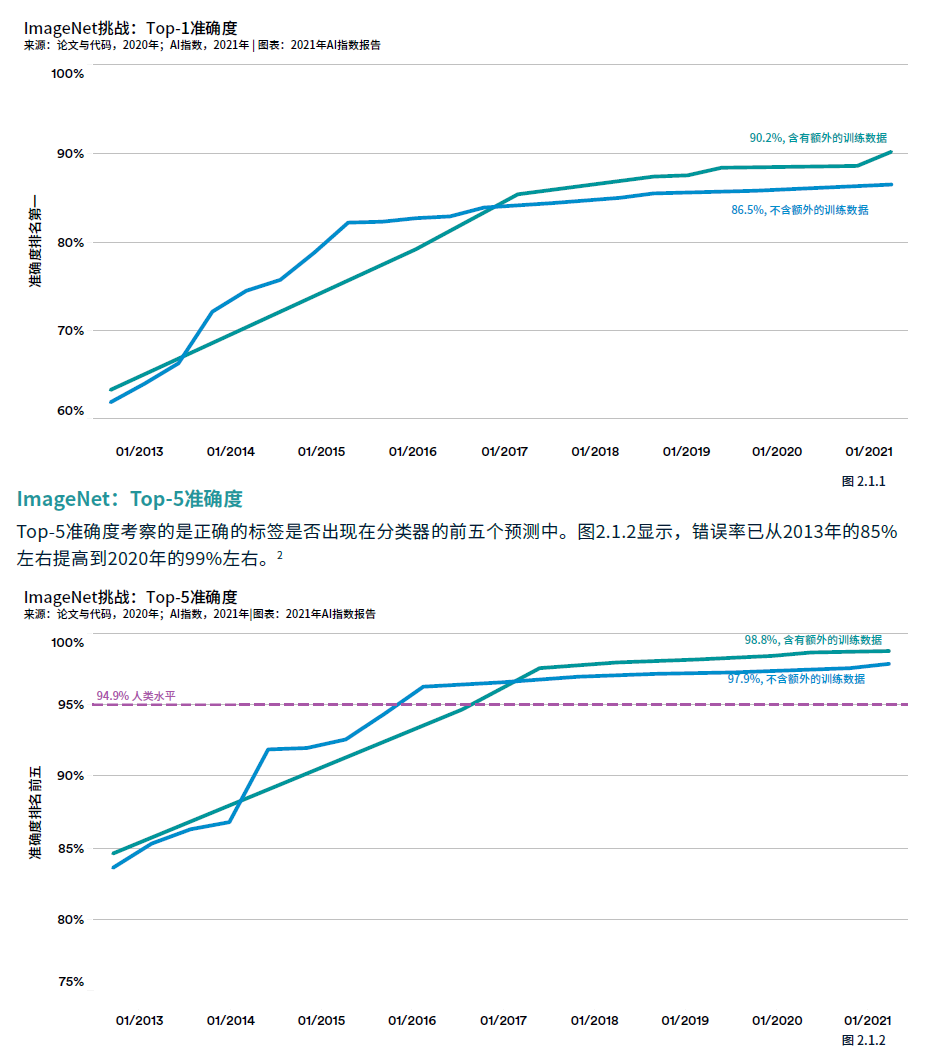 ImageNet挑战：Top-1准确度
来源：论文与代码，2020年；AI指数，2021年 | 图表：2021年AI指数报告
100%
90.2%, 含有额外的训练数据
90%
86.5%, 不含额外的训练数据
准确度排名第一
80%
70%
60%
01/2013 01/2014 01/2015 01/2016 01/2017 01/2018 01/2019 01/2020 01/2021
图 2.1.1
ImageNet：Top-5准确度
Top-5准确度考察的是正确的标签是否出现在分类器的前五个预测中。图2.1.2显示，错误率已从2013年的85%
左右提高到2020年的99%左右。2
ImageNet挑战：Top-5准确度
来源：论文与代码，2020年；AI指数，2021年|图表：2021年AI指数报告
100%
98.8%, 含有额外的训练数据
97.9%, 不含额外的训练数据
94.9% 人类水平
95%
90%
准确度排名前五
85%
80%
75%
01/2013 01/2014 01/2015 01/2016 01/2017 01/2018 01/2019 01/2020 01/2021
图 2.1.2